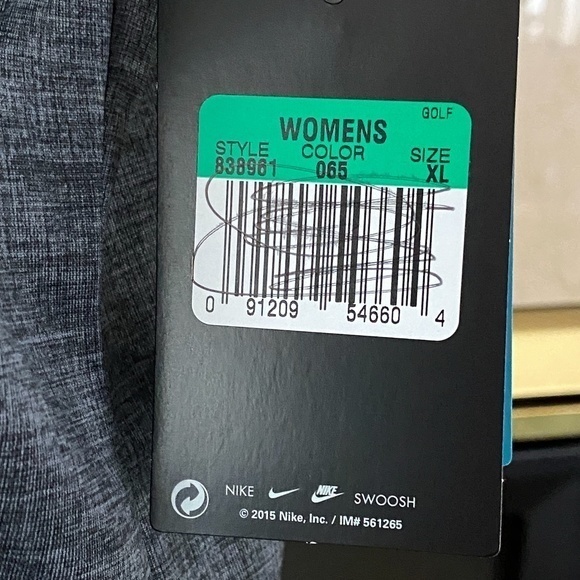 GOLF
WOMENS
STYLE COLOR SIZE
838961 065 XL
0 91209 54660 4
NIKE NIKE SWOOSH
© 2015 Nike, Inc. / IM# 561265